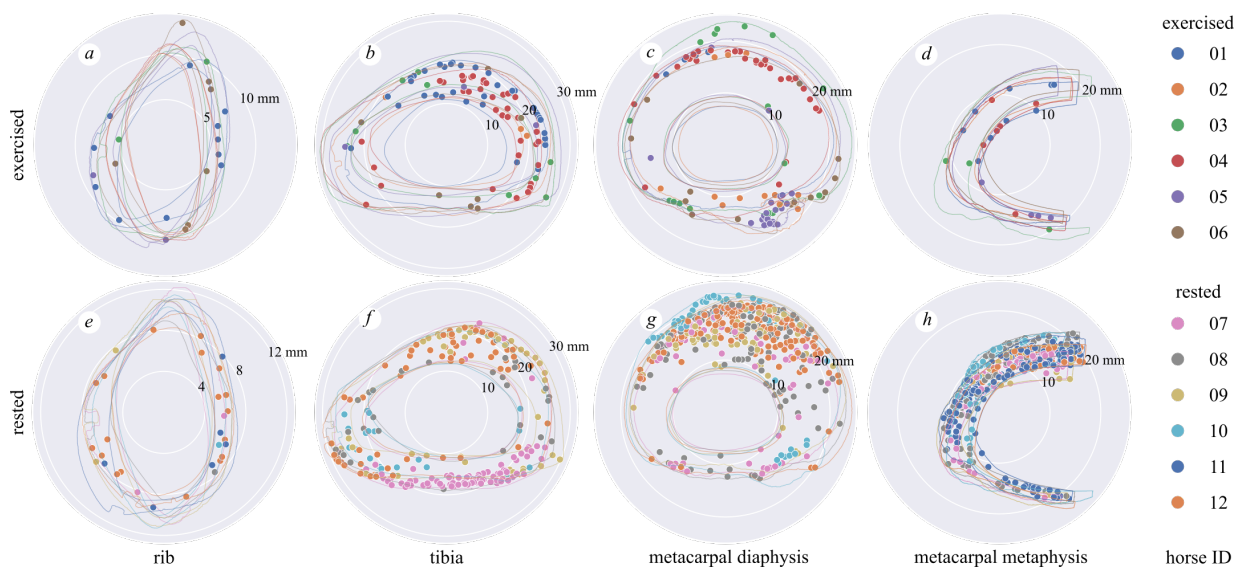 exercised
a
10 mm
5
b
30 mm
20
10
c
20 mm
10
d
20 mm
10
exercised
01
02
03
04
05
06
rested
e
12 mm
8
4
f
30 mm
20
10
g
20 mm
10
h
20 mm
10
rested
07
08
09
10
11
12
rib
tibia
metacarpal diaphysis
metacarpal metaphysis
horse ID